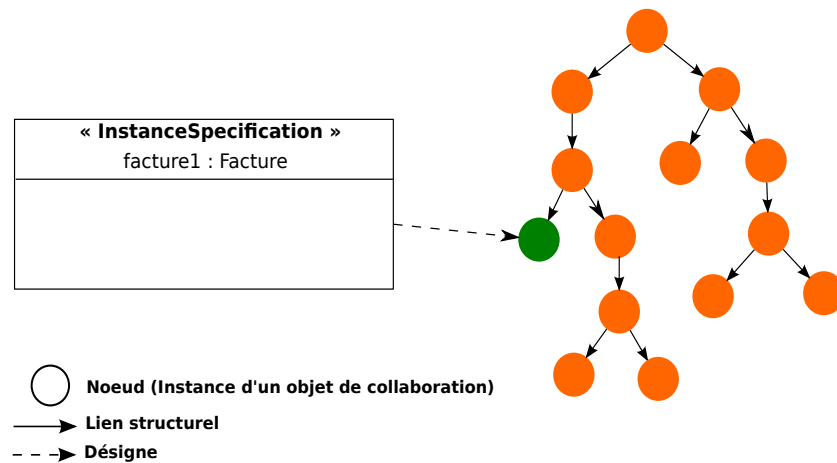 « InstanceSpecification »
facture1 : Facture
Noeud (Instance d'un objet de collaboration)
Lien structurel
Désigne